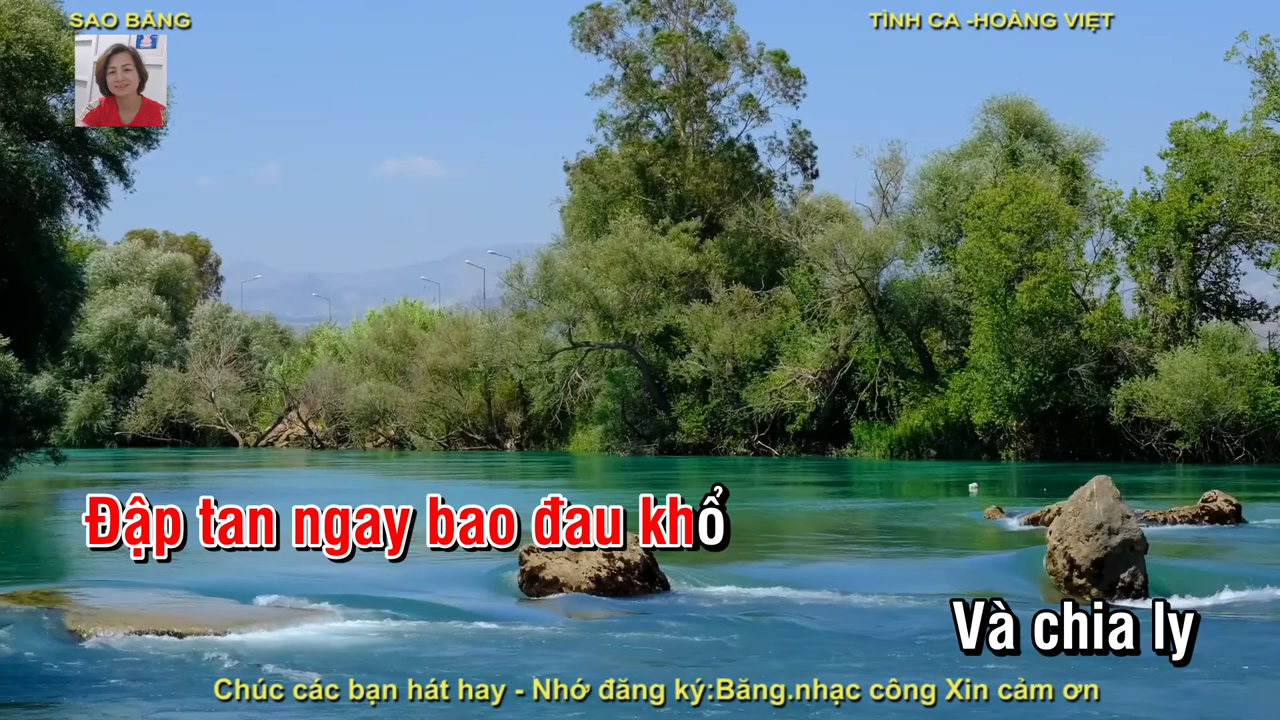 SAO BĂNG
TÌNH CA -HOÀNG VIỆT
Đập tan ngay bao đau khổ
Và chia ly
Chúc các bạn hát hay - Nhớ đăng ký:Băng.nhạc công Xin cảm ơn